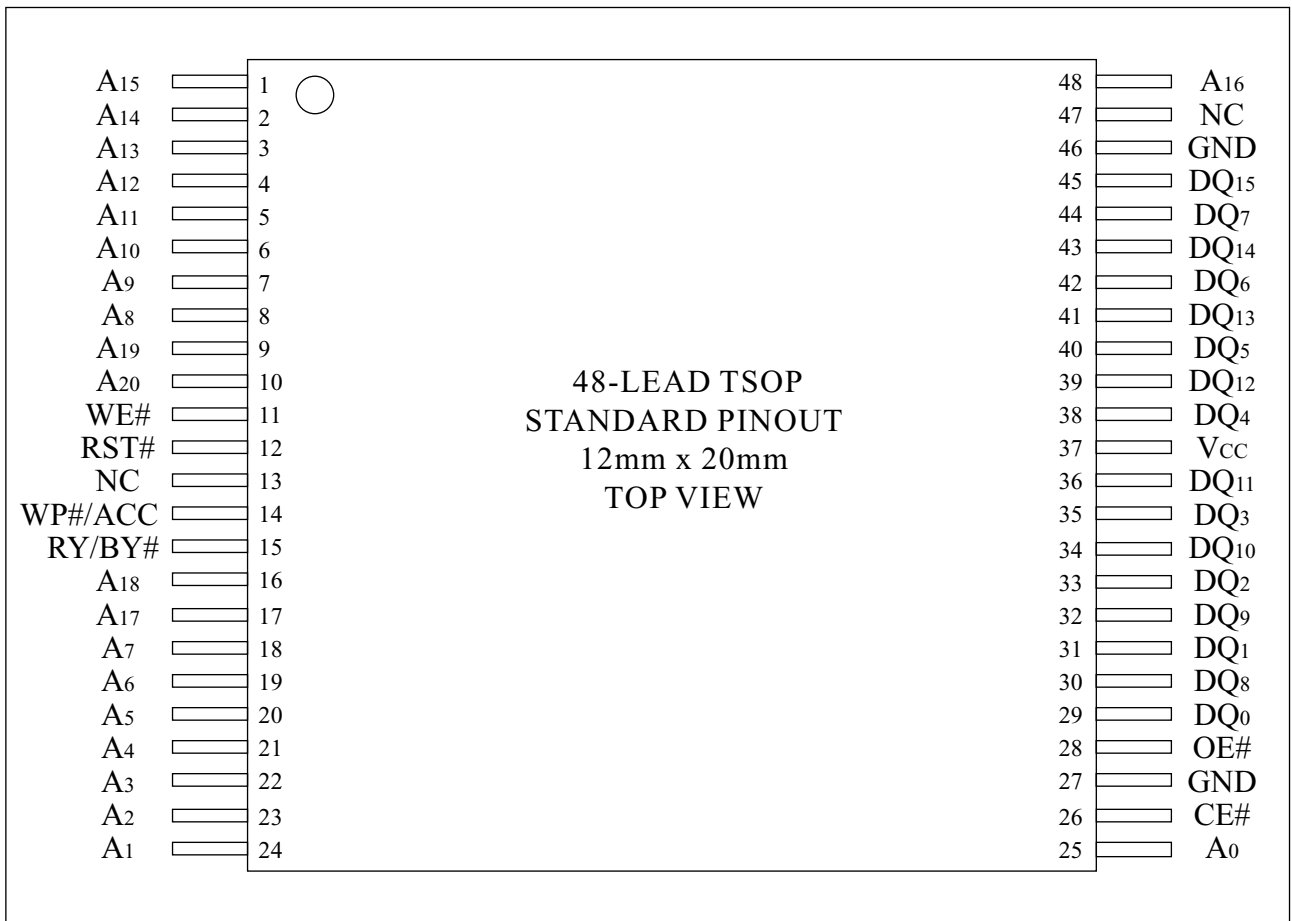 A15 1 48 A16
A14 2 47 NC
A13 3 46 GND
A12 4 45 DQ15
A11 5 44 DQ7
A10 6 43 DQ14
A9 7 42 DQ6
A8 8 41 DQ13
A19 9 40 DQ5
A20 10 39 DQ12
WE# 11 38 DQ4
RST# 12 37 VCC
NC 13 36 DQ11
WP#/ACC 14 35 DQ3
RY/BY# 15 34 DQ10
A18 16 33 DQ2
A17 17 32 DQ9
A7 18 31 DQ1
A6 19 30 DQ8
A5 20 29 DQ0
A4 21 28 OE#
A3 22 27 GND
A2 23 26 CE#
A1 24 25 A0
48-LEAD TSOP
STANDARD PINOUT
12mm x 20mm
TOP VIEW